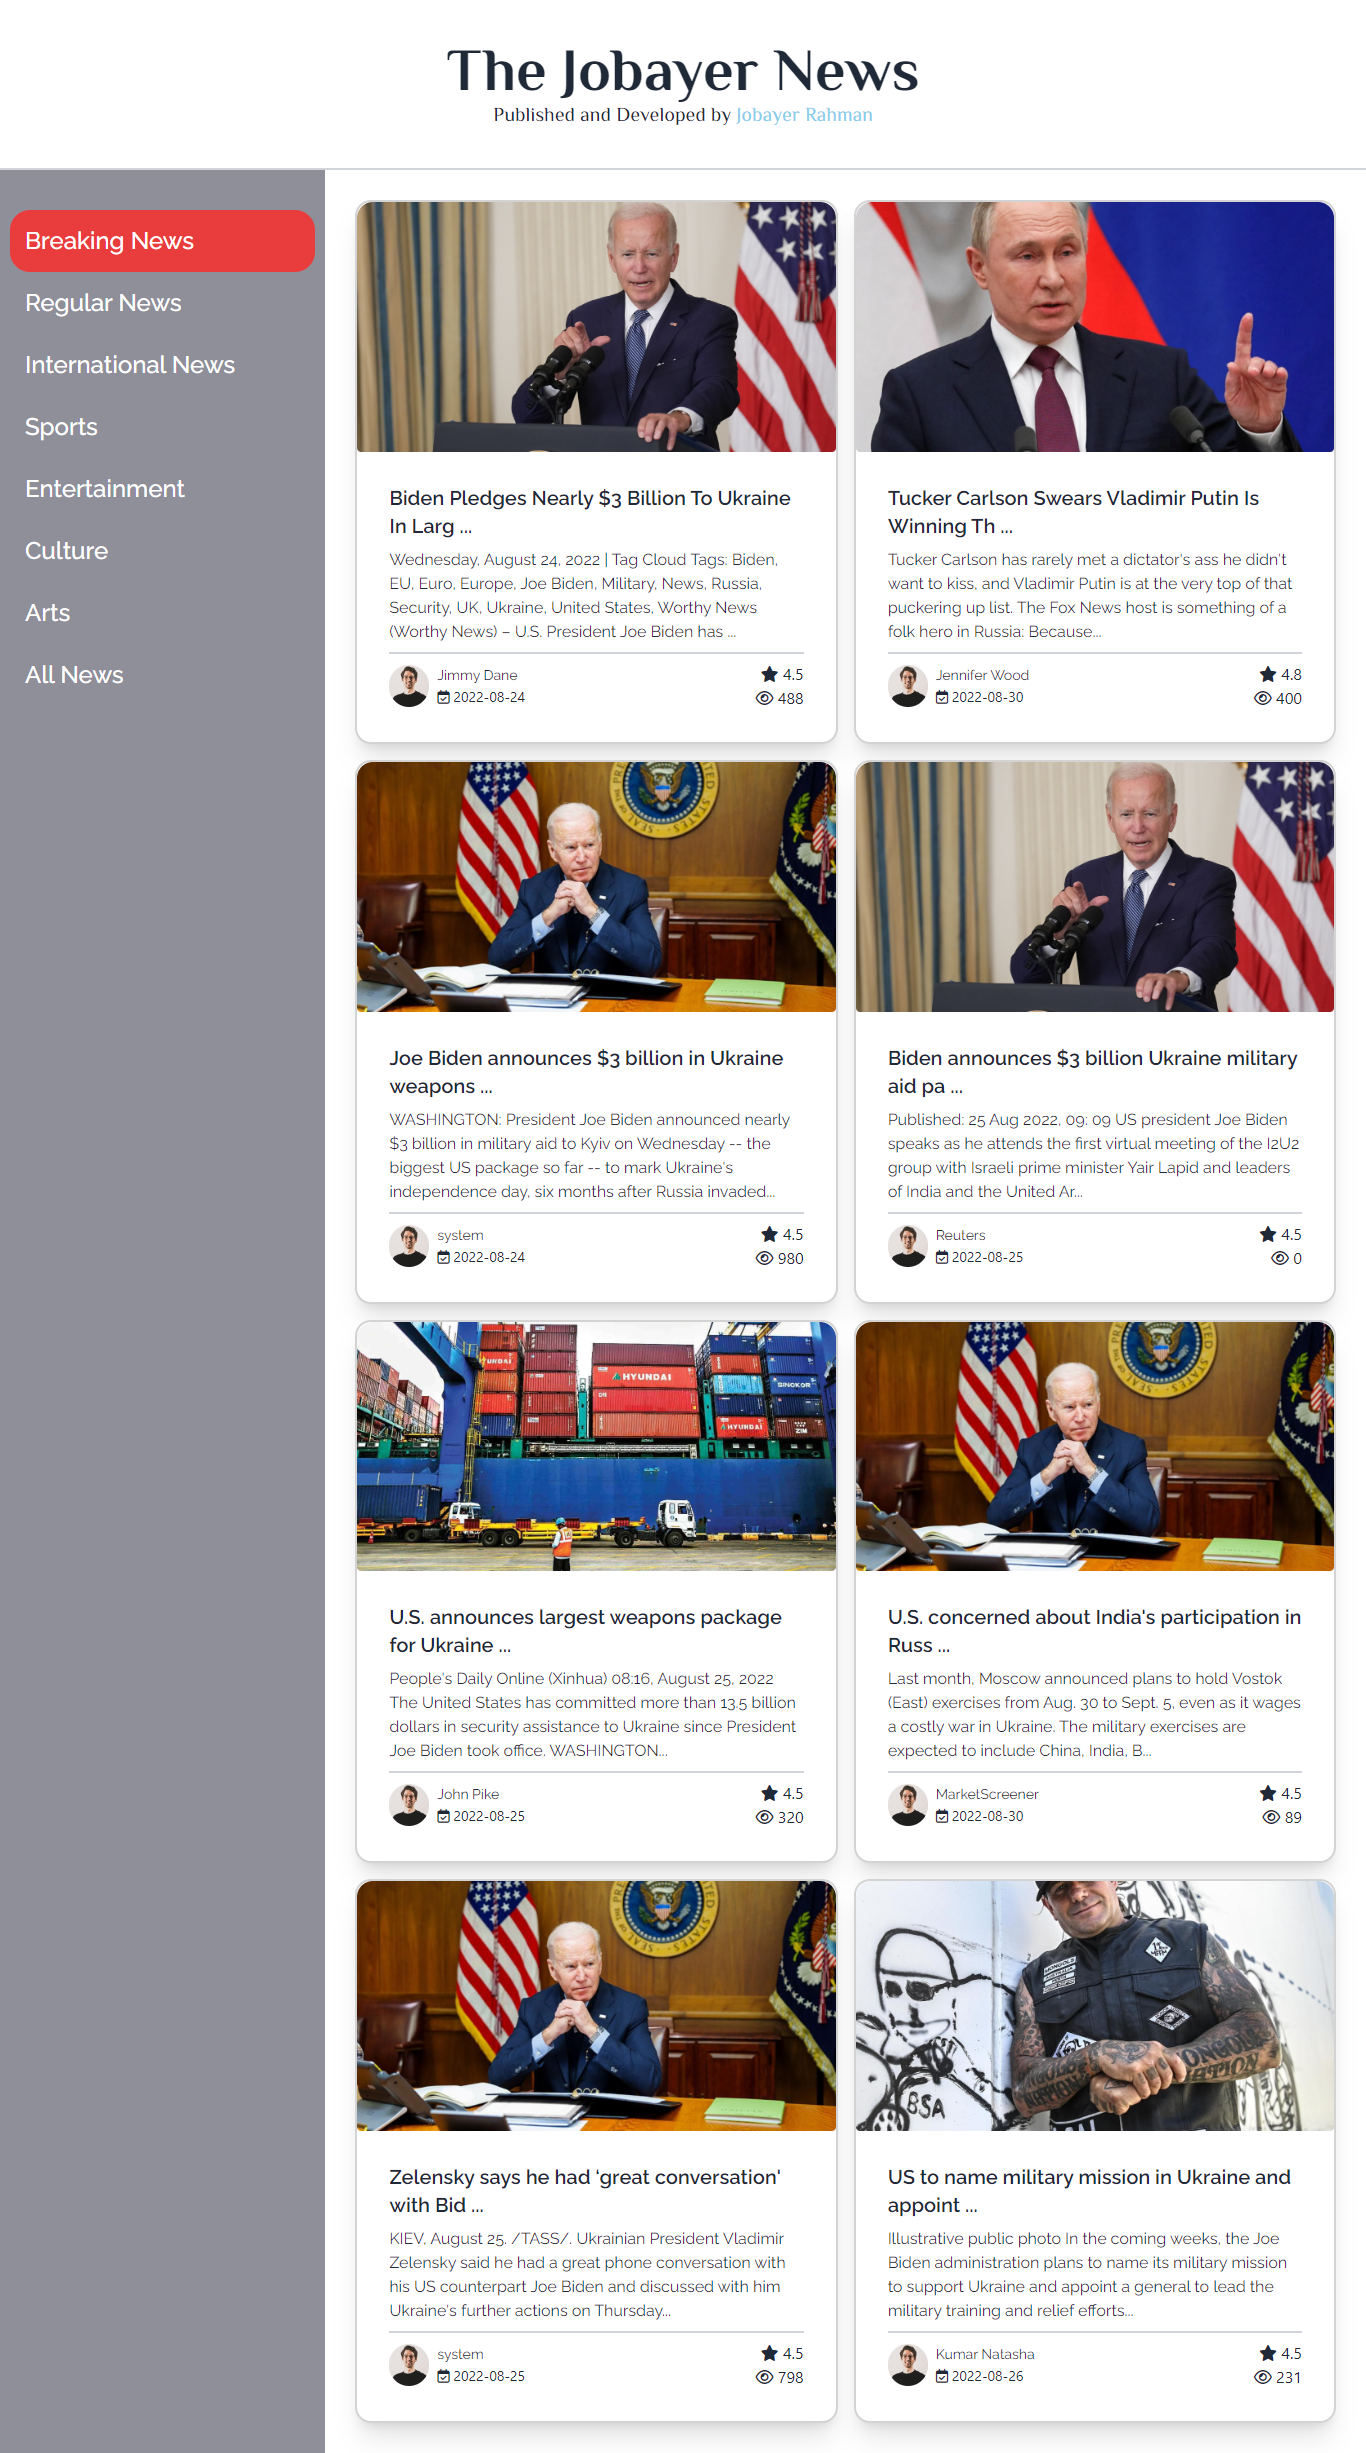 The Jobayer News
Published and Developed by Jobayer Rahman
Breaking News
Regular News
International News
Sports
Entertainment
Culture
Arts
All News
Biden Pledges Nearly $3 Billion To Ukraine
In Larg ...
Wednesday, August 24, 2022 | Tag Cloud Tags: Biden,
EU, Euro, Europe, Joe Biden, Military, News, Russia,
Security, UK, Ukraine, United States, Worthy News
(Worthy News) – U.S. President Joe Biden has ...
Jimmy Dane
4.5
2022-08-24
488
Tucker Carlson Swears Vladimir Putin Is
Winning Th ...
Tucker Carlson has rarely met a dictator's ass he didn't
want to kiss, and Vladimir Putin is at the very top of that
puckering up list. The Fox News host is something of a
folk hero in Russia: Because...
Jennifer Wood
4.8
2022-08-30
400
Joe Biden announces $3 billion in Ukraine
weapons ...
WASHINGTON: President Joe Biden announced nearly
$3 billion in military aid to Kyiv on Wednesday -- the
biggest US package so far -- to mark Ukraine's
independence day, six months after Russia invaded...
system
4.5
2022-08-24
980
Biden announces $3 billion Ukraine military
aid pa ...
Published: 25 Aug 2022, 09: 09 US president Joe Biden
speaks as he attends the first virtual meeting of the I2U2
group with Israeli prime minister Yair Lapid and leaders
of India and the United Ar...
Reuters
4.5
2022-08-25
0
HYUNDAI
SINOKOR
HYUNDAI
ZIM
U.S. announces largest weapons package
for Ukraine ...
People's Daily Online (Xinhua) 08:16, August 25, 2022
The United States has committed more than 13.5 billion
dollars in security assistance to Ukraine since President
Joe Biden took office. WASHINGTON...
John Pike
4.5
2022-08-25
320
U.S. concerned about India's participation in
Russ ...
Last month, Moscow announced plans to hold Vostok
(East) exercises from Aug. 30 to Sept. 5, even as it wages
a costly war in Ukraine. The military exercises are
expected to include China, India, B...
MarketScreener
4.5
2022-08-30
89
Zelensky says he had ‘great conversation'
with Bid ...
KIEV, August 25. /TASS/. Ukrainian President Vladimir
Zelensky said he had a great phone conversation with
his US counterpart Joe Biden and discussed with him
Ukraine's further actions on Thursday...
system
4.5
2022-08-25
798
BSA
US to name military mission in Ukraine and
appoint ...
Illustrative public photo In the coming weeks, the Joe
Biden administration plans to name its military mission
to support Ukraine and appoint a general to lead the
military training and relief efforts...
Kumar Natasha
4.5
2022-08-26
231